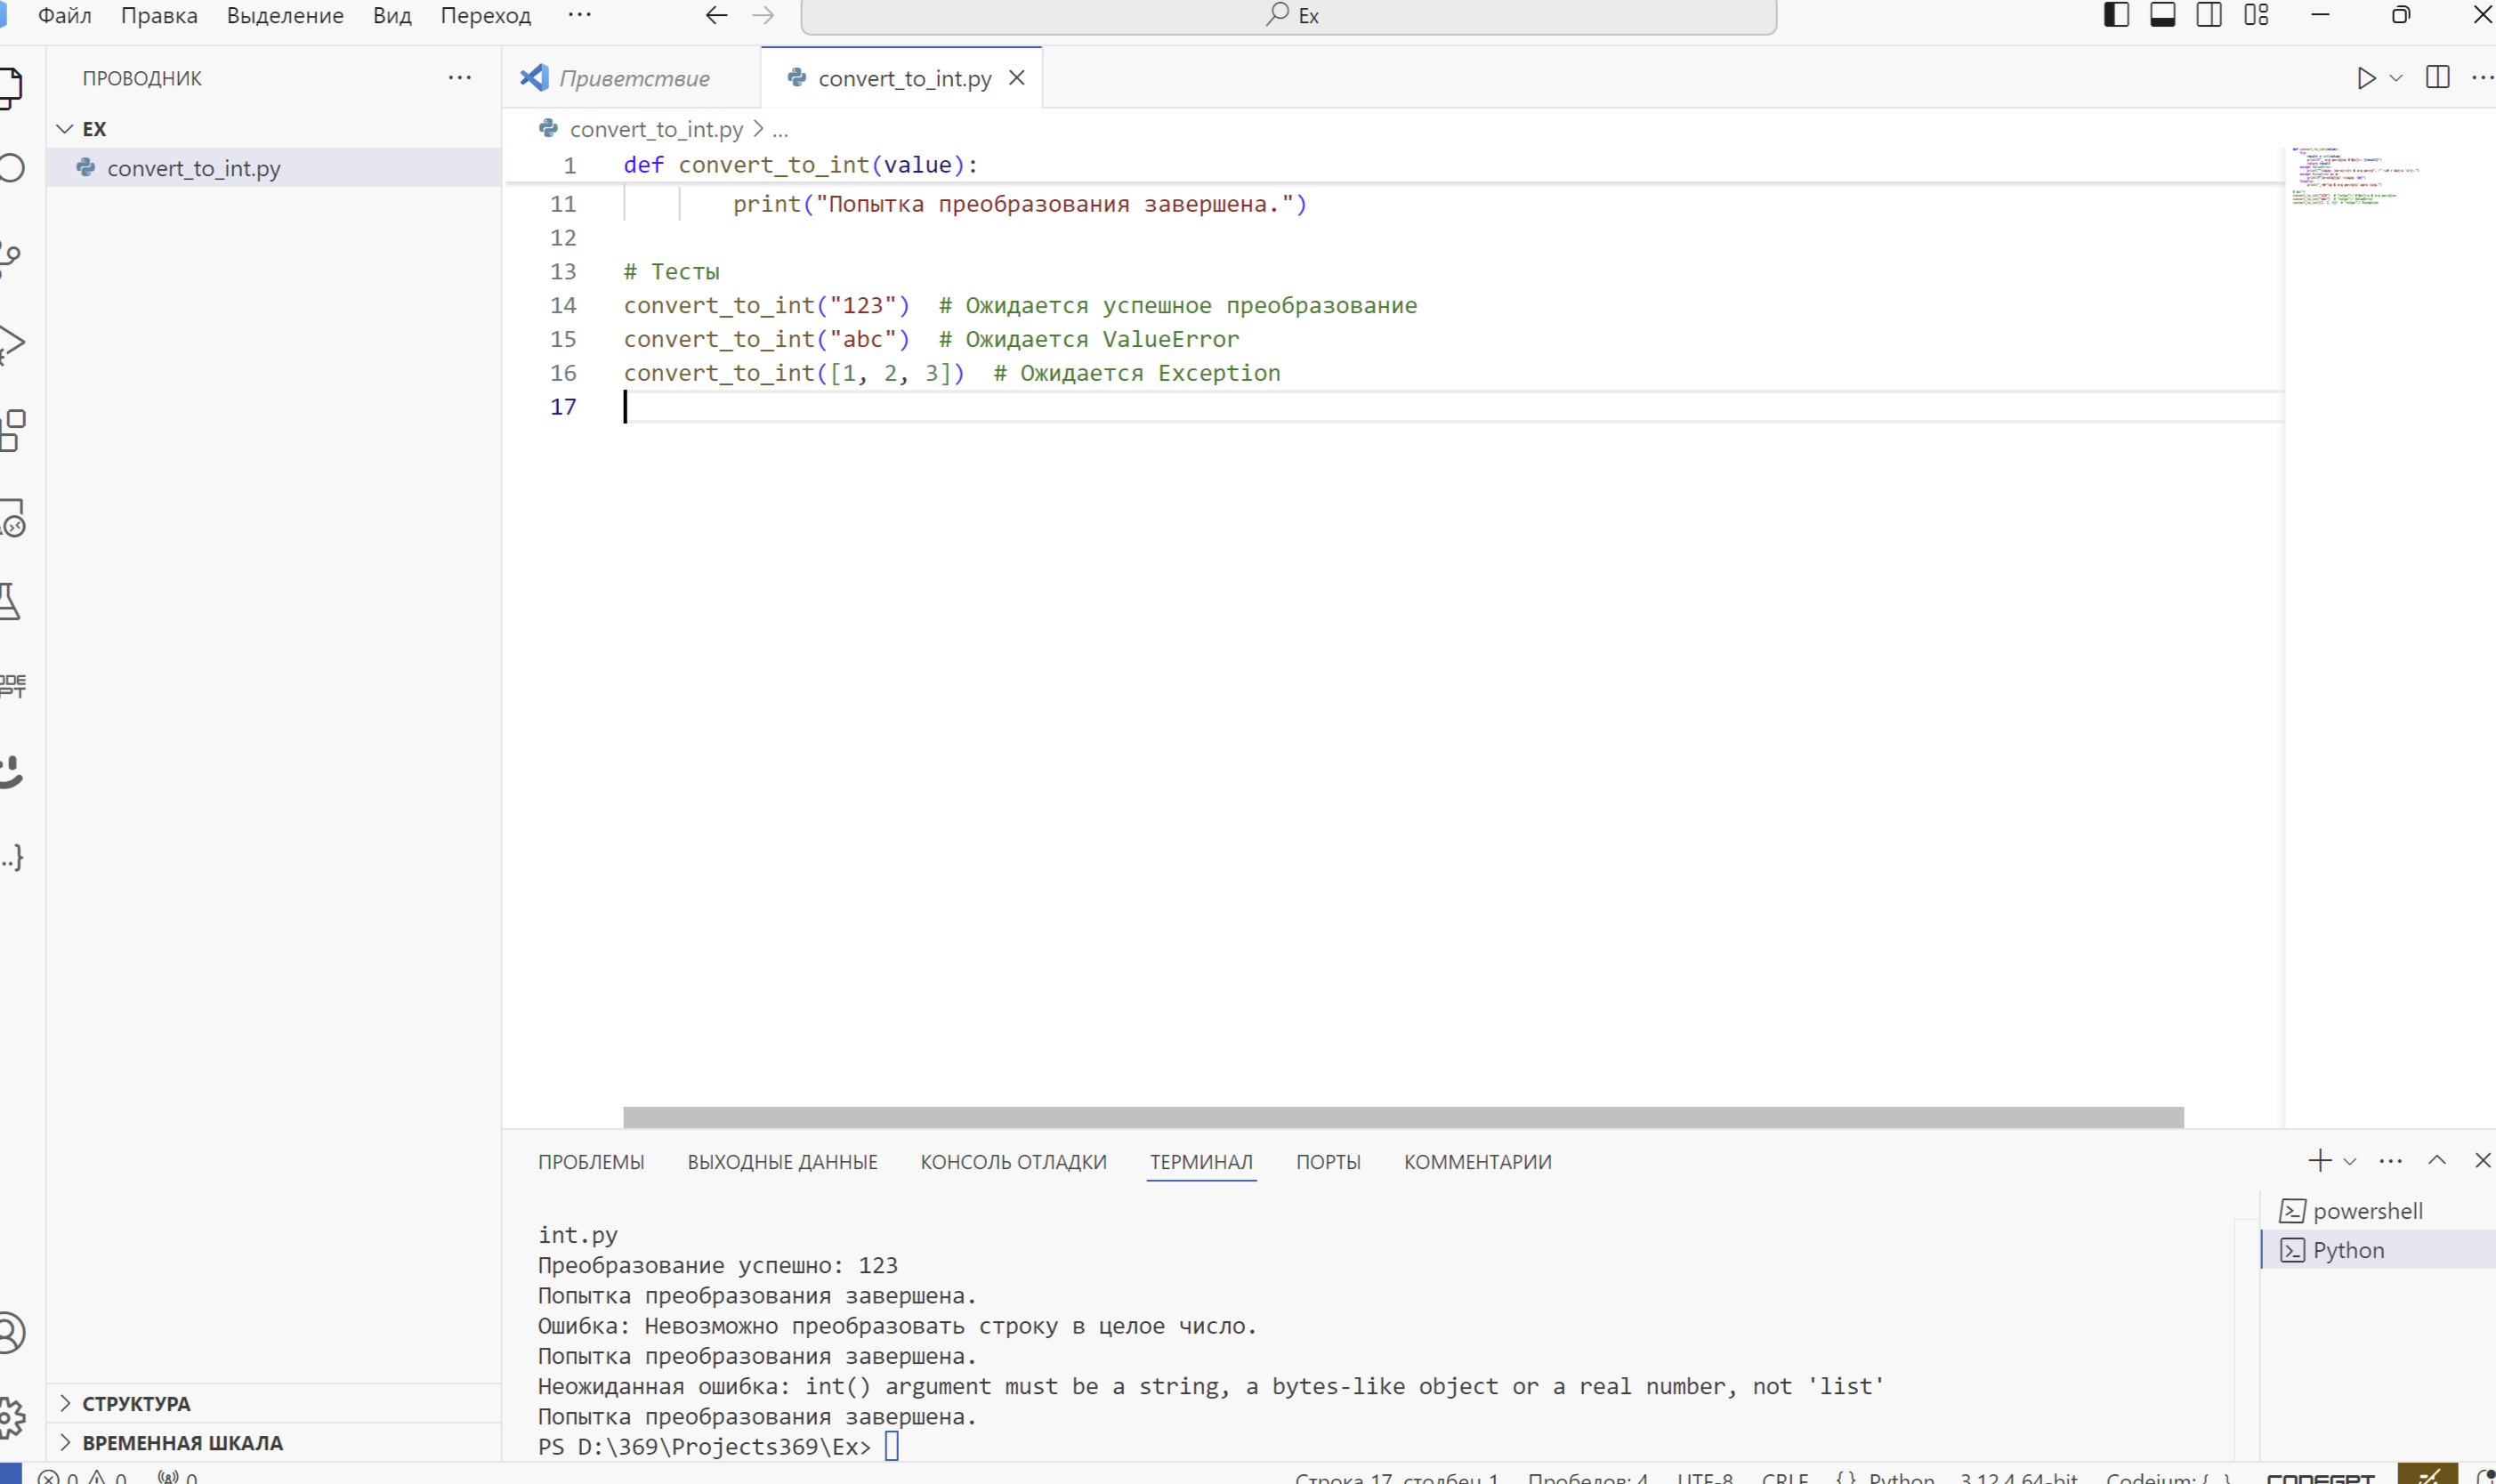 Файл Правка Выделение Вид Переход ··· Ex
ПРОВОДНИК ···
EX
convert_to_int.py
Приветствие convert_to_int.py
convert_to_int.py > ...
1 def convert_to_int(value):
11 print("Попытка преобразования завершена.")
12
13 # Тесты
14 convert_to_int("123") # Ожидается успешное преобразование
15 convert_to_int("abc") # Ожидается ValueError
16 convert_to_int([1, 2, 3]) # Ожидается Exception
17
ПРОБЛЕМЫ ВЫХОДНЫЕ ДАННЫЕ КОНСОЛЬ ОТЛАДКИ ТЕРМИНАЛ ПОРТЫ КОММЕНТАРИИ
powershell
Python
int.py
Преобразование успешно: 123
Попытка преобразования завершена.
Ошибка: Невозможно преобразовать строку в целое число.
Попытка преобразования завершена.
Неожиданная ошибка: int() argument must be a string, a bytes-like object or a real number, not 'list'
Попытка преобразования завершена.
PS D:\369\Projects369\Ex>
СТРУКТУРА
ВРЕМЕННАЯ ШКАЛА
0 0 0 Строка 17, столбец 1 Пробелов: 4 UTF-8 CRLF {} Python 3.12.4 64-bit Codeium: {...} CODEGPT